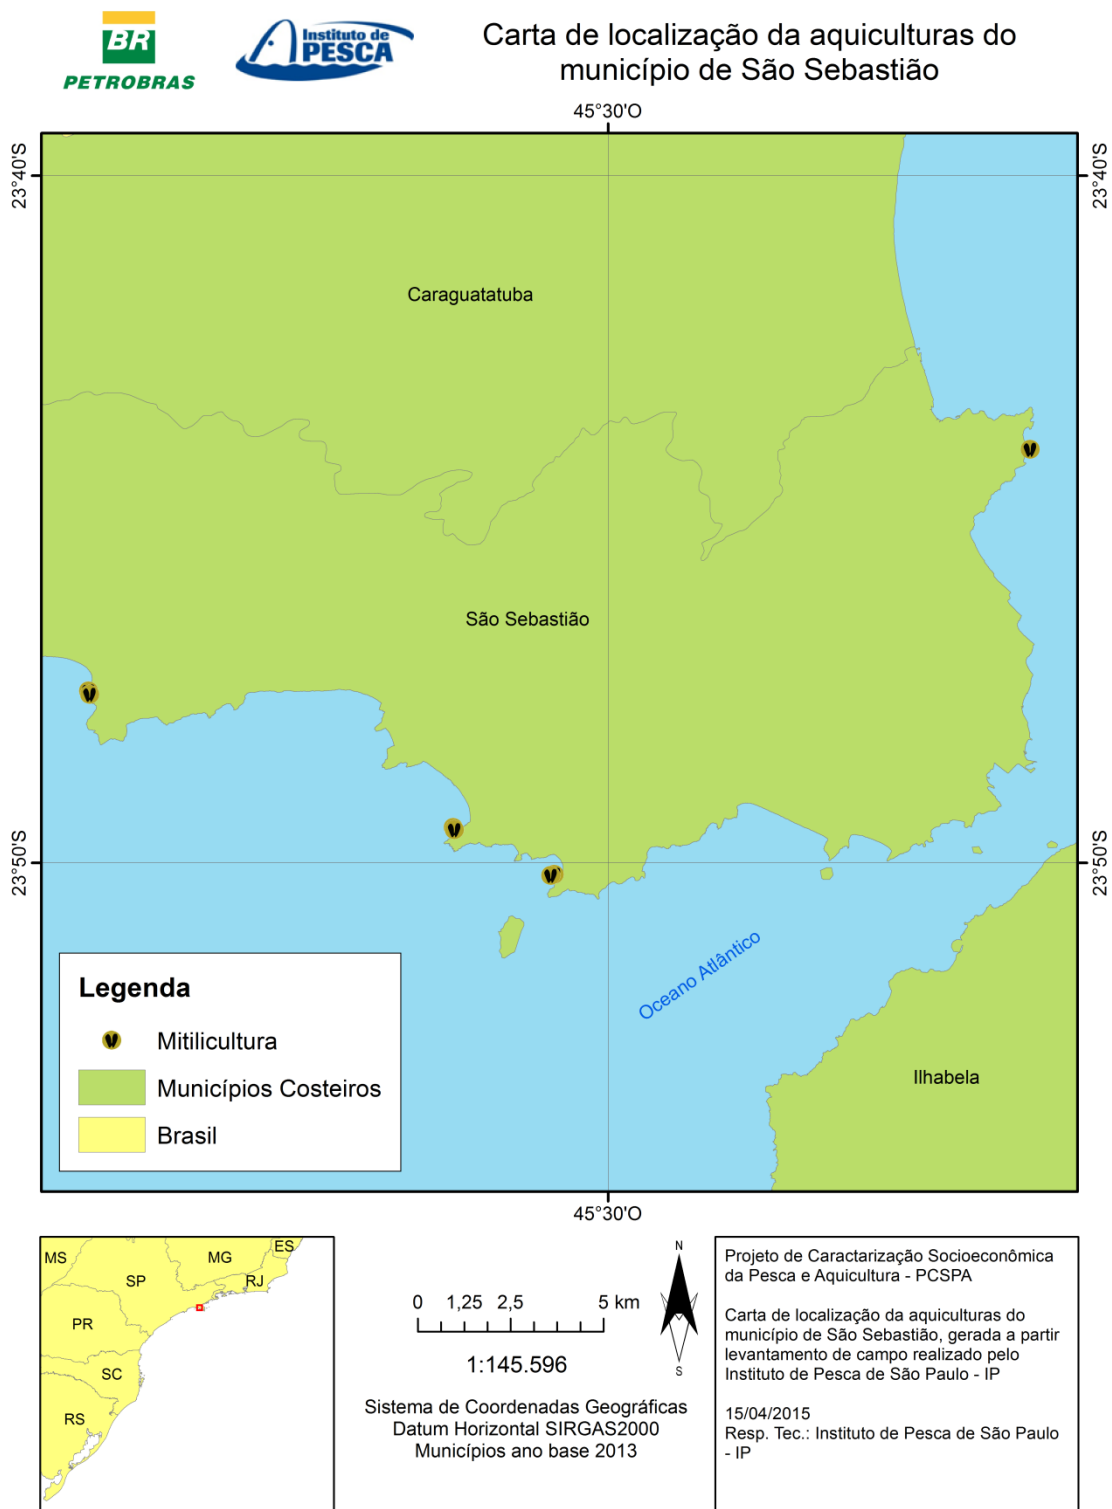 BR
PETROBRAS
Instituto de
PESCA
Carta de localização da aquiculturas do
município de São Sebastião
45°30'O
23°40'S
23°40'S
Caraguatatuba
São Sebastião
23°50'S
23°50'S
Oceano Atlântico
Ilhabela
Legenda
Mitilicultura
Municípios Costeiros
Brasil
45°30'O
MS
MG
ES
SP
RJ
PR
SC
RS
0 1,25 2,5 5 km
1:145.596
Sistema de Coordenadas Geográficas
Datum Horizontal SIRGAS2000
Municípios ano base 2013
N
S
Projeto de Caractarização Socioeconômica
da Pesca e Aquicultura - PCSPA
Carta de localização da aquiculturas do
município de São Sebastião, gerada a partir
levantamento de campo realizado pelo
Instituto de Pesca de São Paulo - IP
15/04/2015
Resp. Tec.: Instituto de Pesca de São Paulo
- IP